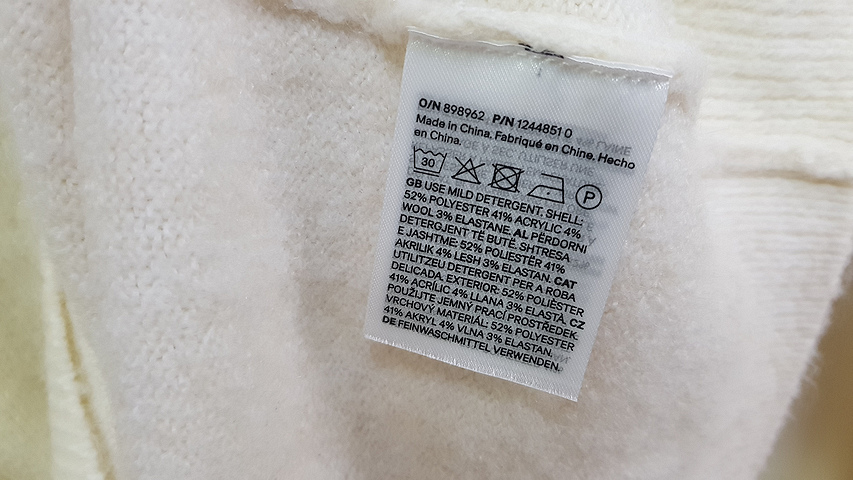 O/N 898962 P/N 1244851 0
Made in China. Fabriqué en Chine. Hecho
en China.
30 P
GB USE MILD DETERGENT. SHELL:
52% POLYESTER 41% ACRYLIC 4%
WOOL 3% ELASTANE. AL PËRDORNI
DETERGJENT TË BUTË. SHTRESA
E JASHTME: 52% POLIESTËR 41%
AKRILIK 4% LESH 3% ELASTAN. CAT
UTILITZEU DETERGENT PER A ROBA
DELICADA. EXTERIOR: 52% POLIÈSTER
41% ACRÍLIC 4% LLANA 3% ELASTÀ. CZ
POUŽIJTE JEMNÝ PRACÍ PROSTŘEDEK.
VRCHOVÝ MATERIÁL: 52% POLYESTER
41% AKRYL 4% VLNA 3% ELASTAN.
DE FEINWASCHMITTEL VERWENDEN.